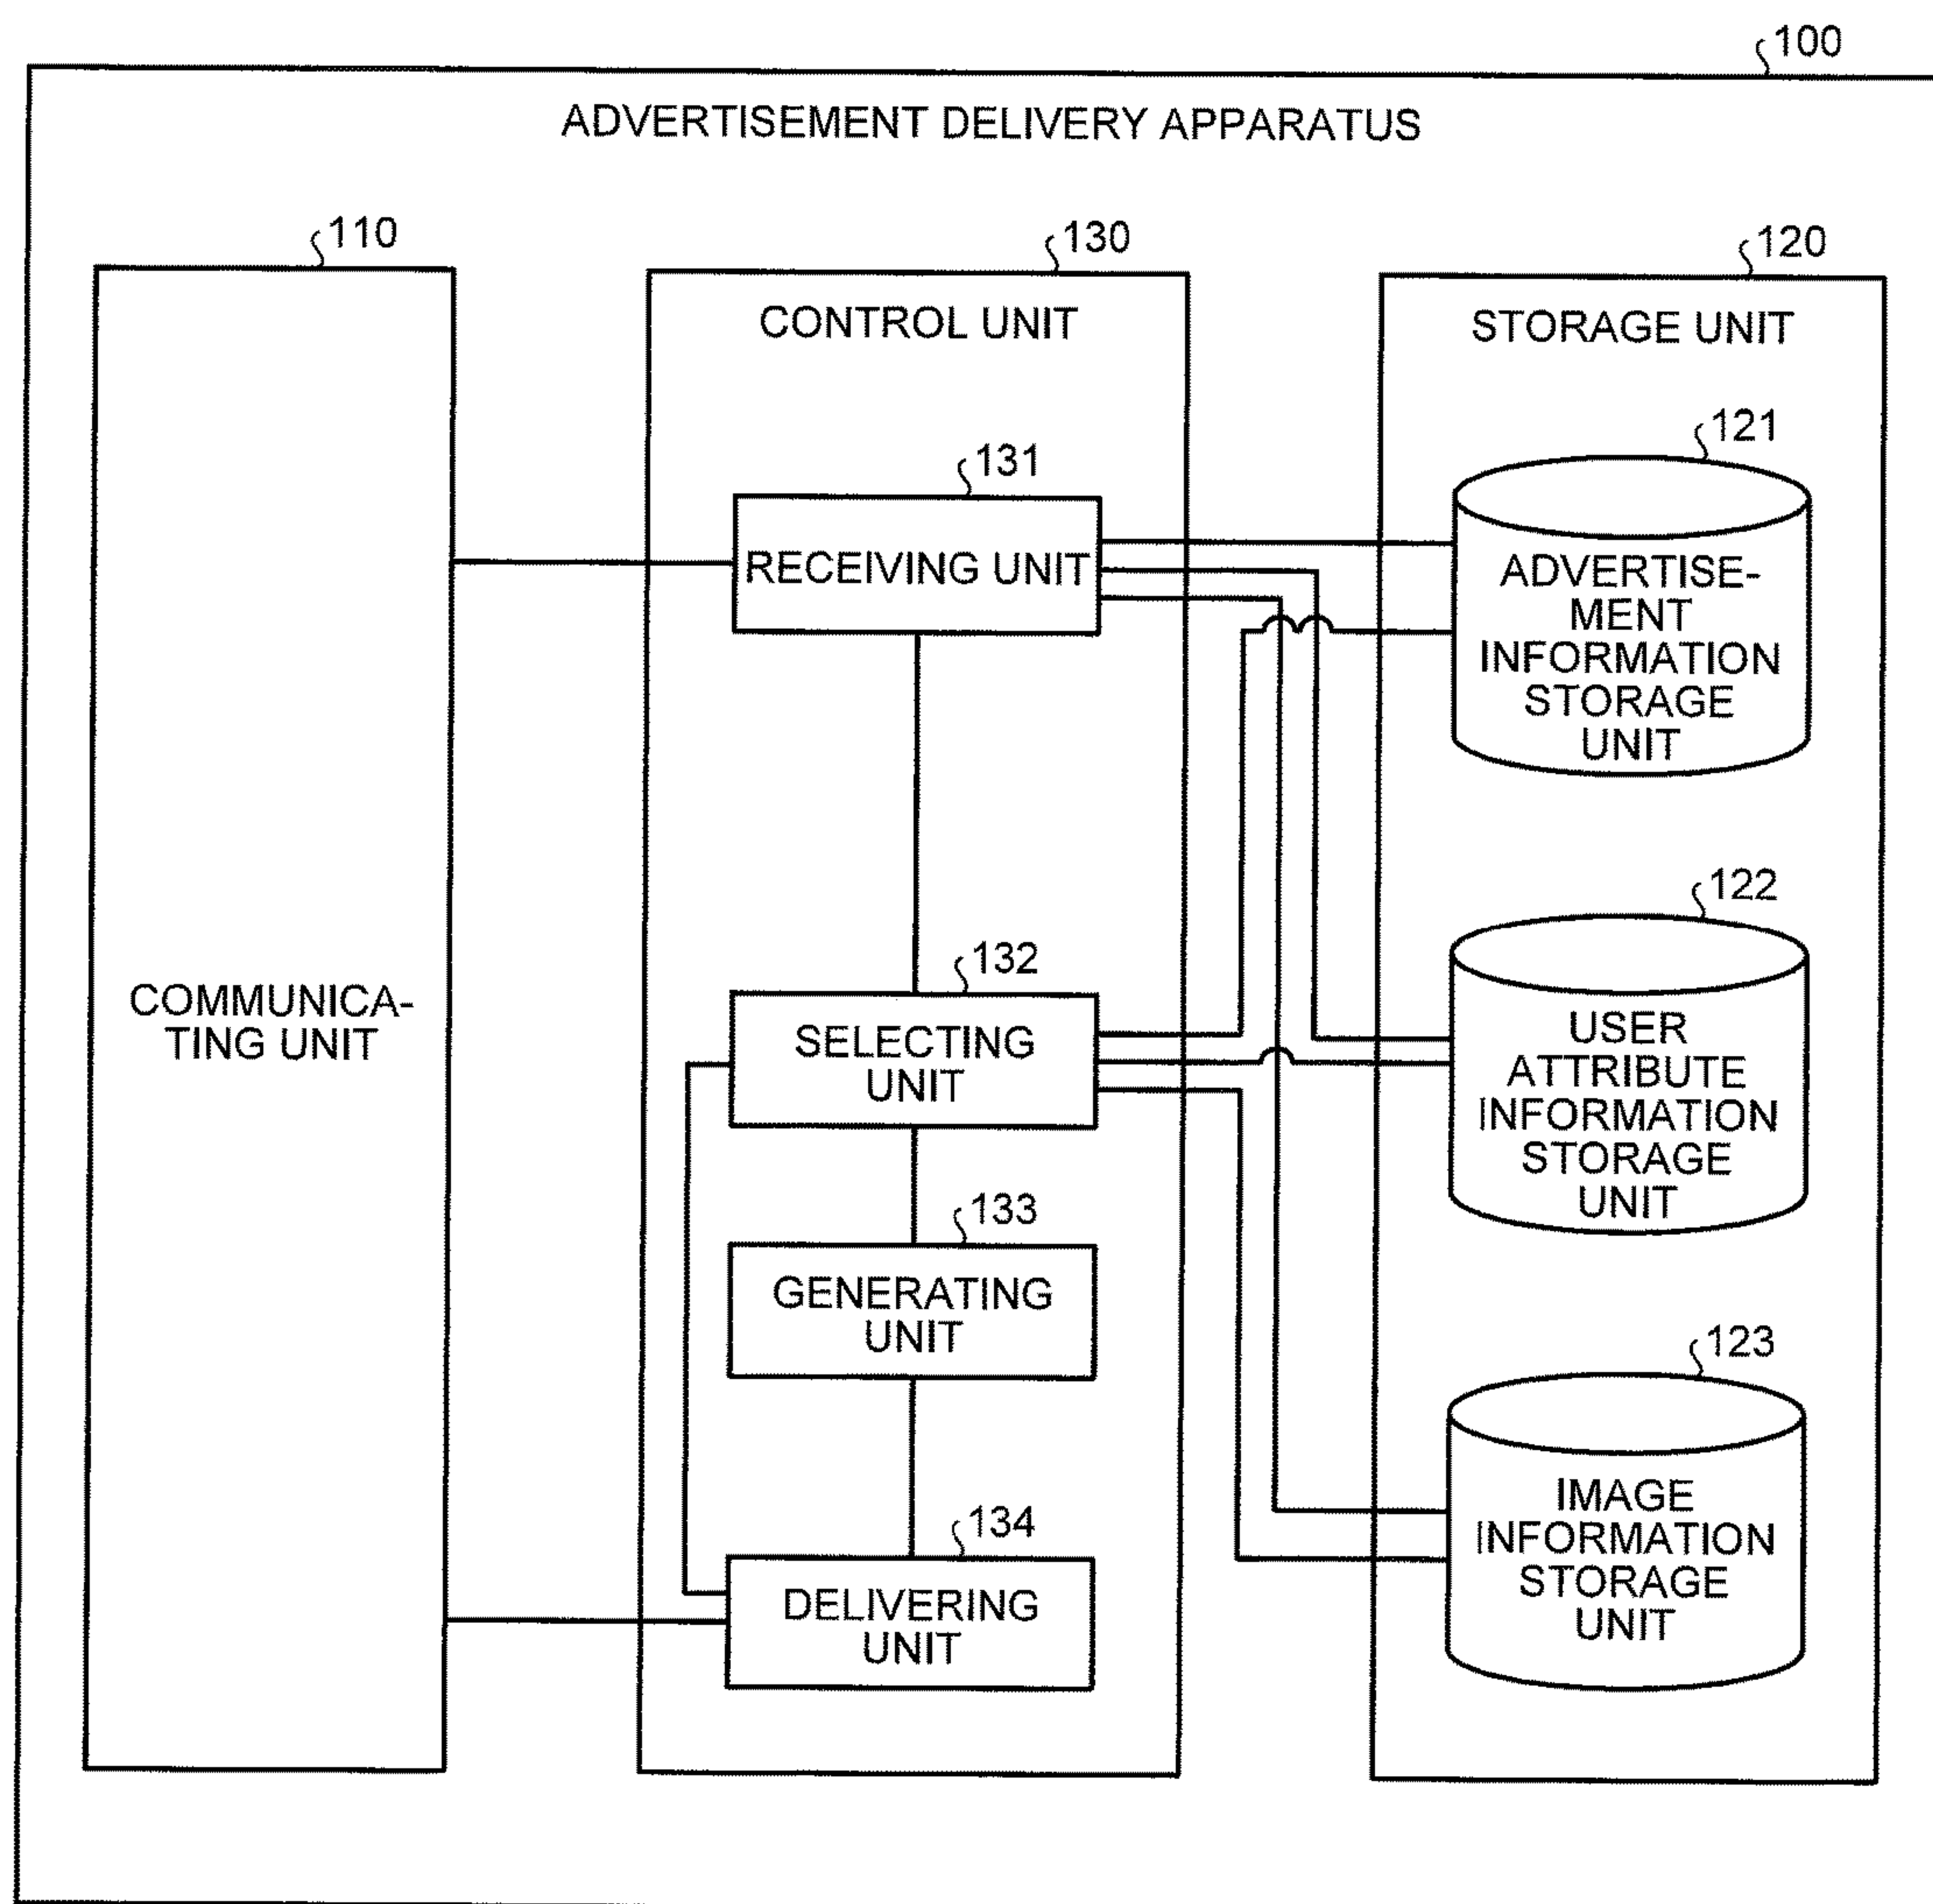 100
ADVERTISEMENT DELIVERY APPARATUS
110
COMMUNICA-
TING UNIT
130
CONTROL UNIT
131
RECEIVING UNIT
132
SELECTING
UNIT
133
GENERATING
UNIT
134
DELIVERING
UNIT
120
STORAGE UNIT
121
ADVERTISE-
MENT
INFORMATION
STORAGE
UNIT
122
USER
ATTRIBUTE
INFORMATION
STORAGE
UNIT
123
IMAGE
INFORMATION
STORAGE
UNIT